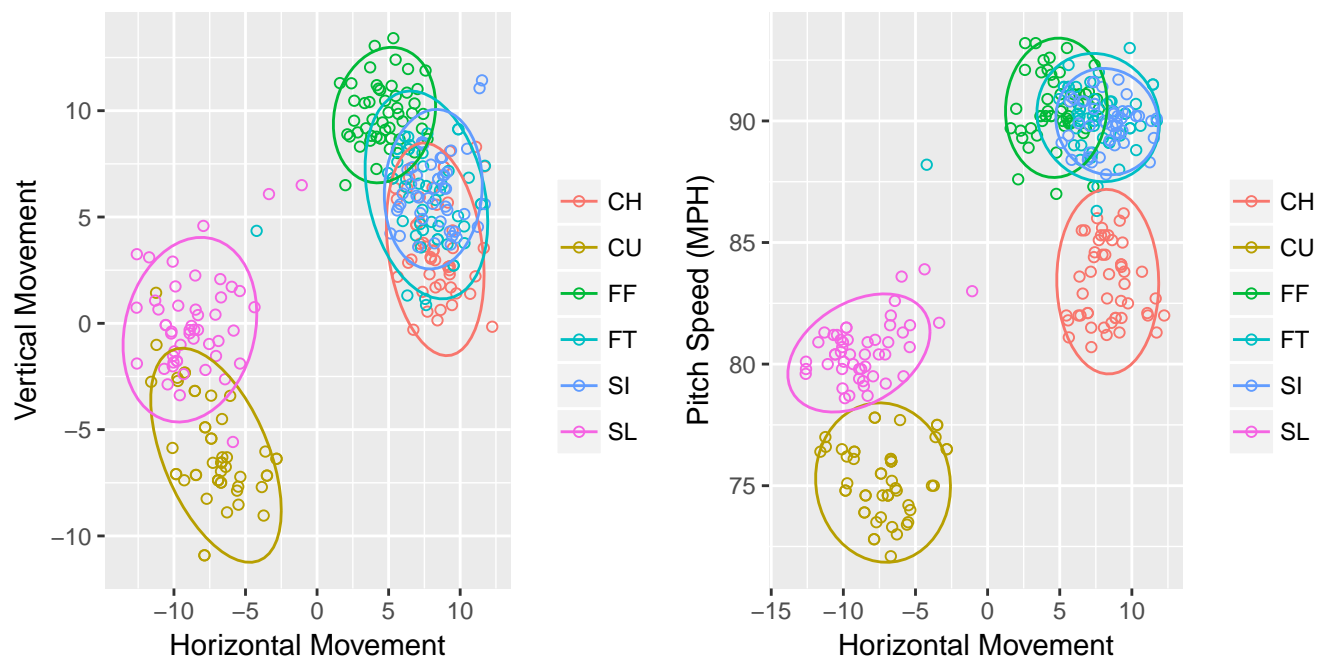 Vertical Movement
10
5
0
−5
−10
−10
−5
0
5
10
Horizontal Movement
CH
CU
FF
FT
SI
SL
Pitch Speed (MPH)
90
85
80
75
−15
−10
−5
0
5
10
Horizontal Movement
CH
CU
FF
FT
SI
SL